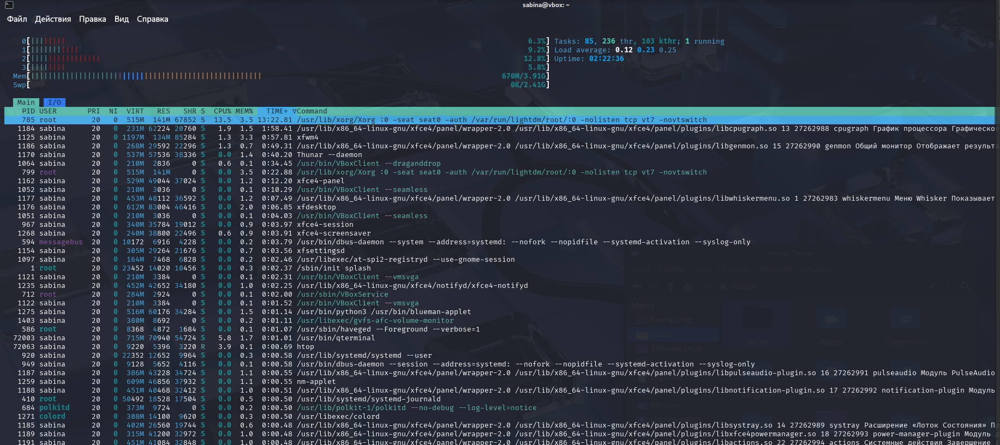 sabina@vbox: ~
Файл Действия Правка Вид Справка
0[||||||||| 6.3%] Tasks: 85, 236 thr, 103 kthr; 1 running
1[|||||||||||| 9.2%] Load average: 0.12 0.23 0.25
2[||||||||||||||||| 12.8%] Uptime: 02:22:36
3[||||||||| 5.8%]
Mem[|||||||||||||||||||||||||||||||||||||||||||||||||||||| 670M/3.91G]
Swp[ 0K/2.41G]
Main I/O
PID USER PRI NI VIRT RES SHR S CPU% MEM% TIME+ ▽Command
785 root 20 0 515M 141M 67852 S 13.5 3.5 13:22.81 /usr/lib/xorg/Xorg :0 -seat seat0 -auth /var/run/lightdm/root/:0 -nolisten tcp vt7 -novtswitch
1184 sabina 20 0 231M 62224 20760 S 1.9 1.5 1:58.41 /usr/lib/x86_64-linux-gnu/xfce4/panel/wrapper-2.0 /usr/lib/x86_64-linux-gnu/xfce4/panel/plugins/libcpugraph.so 13 27262988 cpugraph График процессора Графическое
1125 sabina 20 0 1197M 134M 85284 S 1.3 3.3 0:57.81 xfwm4
1186 sabina 20 0 268M 29592 22296 S 1.3 0.7 0:49.31 /usr/lib/x86_64-linux-gnu/xfce4/panel/wrapper-2.0 /usr/lib/x86_64-linux-gnu/xfce4/panel/plugins/libgenmon.so 15 27262990 genmon Общий монитор Отображает результа
1170 sabina 20 0 537M 57536 38336 S 0.0 1.4 0:40.20 Thunar --daemon
1064 sabina 20 0 210M 2836 0 S 0.6 0.1 0:34.45 /usr/bin/VBoxClient --draganddrop
799 root 20 0 515M 141M 0 S 0.0 3.5 0:22.88 /usr/lib/xorg/Xorg :0 -seat seat0 -auth /var/run/lightdm/root/:0 -nolisten tcp vt7 -novtswitch
1162 sabina 20 0 529M 49044 37024 S 0.0 1.2 0:12.20 xfce4-panel
1052 sabina 20 0 210M 3036 0 S 0.0 0.1 0:10.29 /usr/bin/VBoxClient --seamless
1177 sabina 20 0 453M 48112 36592 S 0.0 1.2 0:07.49 /usr/lib/x86_64-linux-gnu/xfce4/panel/wrapper-2.0 /usr/lib/x86_64-linux-gnu/xfce4/panel/plugins/libwhiskermenu.so 1 27262983 whiskermenu Меню Whisker Показывает
1176 sabina 20 0 612M 83004 46416 S 0.0 2.0 0:06.85 xfdesktop
1051 sabina 20 0 210M 3036 0 S 0.0 0.1 0:04.03 /usr/bin/VBoxClient --seamless
967 sabina 20 0 340M 35784 19012 S 0.0 0.9 0:03.97 xfce4-session
1268 sabina 20 0 240M 38800 22496 S 0.6 0.9 0:03.91 xfce4-screensaver
594 messagebus 20 0 10172 6916 4228 S 0.0 0.2 0:03.79 /usr/bin/dbus-daemon --system --address=systemd: --nofork --nopidfile --systemd-activation --syslog-only
1154 sabina 20 0 305M 29264 21676 S 0.0 0.7 0:03.56 xfsettingsd
1097 sabina 20 0 164M 7468 6828 S 0.0 0.2 0:02.46 /usr/libexec/at-spi2-registryd --use-gnome-session
1 root 20 0 23452 14020 10456 S 0.0 0.3 0:02.37 /sbin/init splash
1121 sabina 20 0 210M 3384 0 S 0.0 0.1 0:02.31 /usr/bin/VBoxClient --vmsvga
1235 sabina 20 0 452M 42652 34180 S 0.0 1.0 0:02.25 /usr/lib/x86_64-linux-gnu/xfce4/notifyd/xfce4-notifyd
712 root 20 0 284M 2924 0 S 0.0 0.1 0:02.00 /usr/sbin/VBoxService
1122 sabina 20 0 210M 3384 0 S 0.0 0.1 0:01.52 /usr/bin/VBoxClient --vmsvga
1275 sabina 20 0 516M 60176 34284 S 0.0 1.5 0:01.14 /usr/bin/python3 /usr/bin/blueman-applet
1403 sabina 20 0 380M 8692 0 S 0.0 0.2 0:01.11 /usr/libexec/gvfs-afc-volume-monitor
586 root 20 0 8368 4872 1684 S 0.0 0.1 0:01.07 /usr/sbin/haveged --Foreground --verbose=1
72003 sabina 20 0 715M 70940 54724 S 5.8 1.7 0:01.01 /usr/bin/qterminal
72063 sabina 20 0 9220 5396 3220 R 3.9 0.1 0:00.69 htop
920 sabina 20 0 22352 12652 9964 S 0.0 0.3 0:00.58 /usr/lib/systemd/systemd --user
949 sabina 20 0 9128 5652 4116 S 0.0 0.1 0:00.58 /usr/bin/dbus-daemon --session --address=systemd: --nofork --nopidfile --systemd-activation --syslog-only
1187 sabina 20 0 386M 43228 34724 S 0.0 1.1 0:00.55 /usr/lib/x86_64-linux-gnu/xfce4/panel/wrapper-2.0 /usr/lib/x86_64-linux-gnu/xfce4/panel/plugins/libpulseaudio-plugin.so 16 27262991 pulseaudio Модуль PulseAudio
1259 sabina 20 0 609M 46856 37932 S 0.0 1.1 0:00.55 nm-applet
1188 sabina 20 0 451M 40468 32412 S 0.0 1.0 0:00.51 /usr/lib/x86_64-linux-gnu/xfce4/panel/wrapper-2.0 /usr/lib/x86_64-linux-gnu/xfce4/panel/plugins/libnotification-plugin.so 17 27262992 notification-plugin Модуль
410 root 20 0 50492 18528 17504 S 0.0 0.5 0:00.50 /usr/lib/systemd/systemd-journald
684 polkitd 20 0 373M 9724 0 S 0.0 0.2 0:00.50 /usr/lib/polkit-1/polkitd --no-debug --log-level=notice
1271 colord 20 0 308M 14100 9620 S 0.0 0.3 0:00.50 /usr/libexec/colord
1185 sabina 20 0 402M 26560 19744 S 0.0 0.6 0:00.48 /usr/lib/x86_64-linux-gnu/xfce4/panel/wrapper-2.0 /usr/lib/x86_64-linux-gnu/xfce4/panel/plugins/libsystray.so 14 27262989 systray Расширение «Лоток Состояния» П
1189 sabina 20 0 315M 41200 32972 S 0.0 1.0 0:00.48 /usr/lib/x86_64-linux-gnu/xfce4/panel/wrapper-2.0 /usr/lib/x86_64-linux-gnu/xfce4/panel/plugins/libxfce4powermanager.so 18 27262993 power-manager-plugin Модуль
1191 sabina 20 0 451M 41084 32848 S 0.0 1.0 0:00.48 /usr/lib/x86_64-linux-gnu/xfce4/panel/wrapper-2.0 /usr/lib/x86_64-linux-gnu/xfce4/panel/plugins/libactions.so 22 27262994 actions Системные действия Завершение
sabina
Места
Компьютер
sabina
Рабочий стол
sabina Видео Документы
Музыка